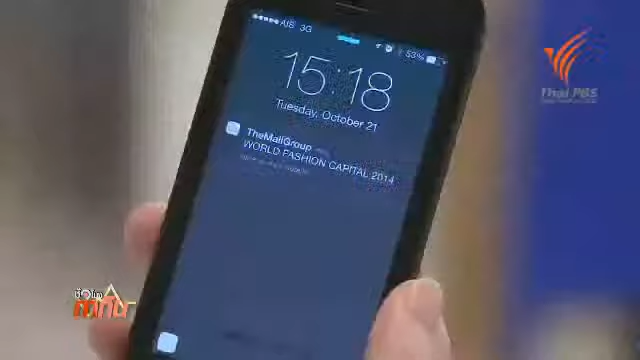 AIS 3G
53%
15:18
Tuesday, October 21
TheMallGroup
WORLD FASHION CAPITAL 2014
Thai PBS